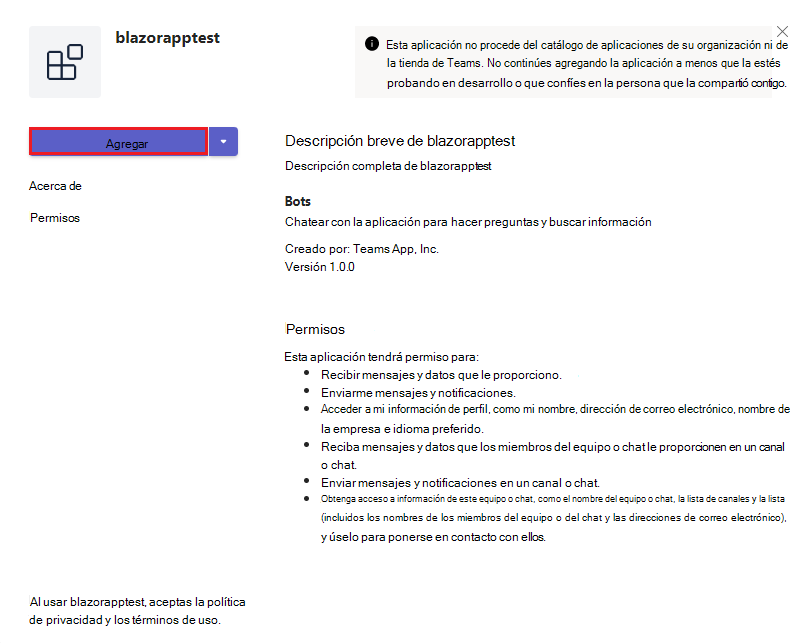 blazorapptest
Esta aplicación no procede del catálogo de aplicaciones de su organización ni de
la tienda de Teams. No continúes agregando la aplicación a menos que la estés
probando en desarrollo o que confíes en la persona que la compartió contigo.
Agregar
Acerca de
Permisos
Descripción breve de blazorapptest
Descripción completa de blazorapptest
Bots
Chatear con la aplicación para hacer preguntas y buscar información
Creado por: Teams App, Inc.
Versión 1.0.0
Permisos
Esta aplicación tendrá permiso para:
Recibir mensajes y datos que le proporciono.
Enviarme mensajes y notificaciones.
Acceder a mi información de perfil, como mi nombre, dirección de correo electrónico, nombre de
la empresa e idioma preferido.
Reciba mensajes y datos que los miembros del equipo o chat le proporcionen en un canal
o chat.
Enviar mensajes y notificaciones en un canal o chat.
Obtenga acceso a información de este equipo o chat, como el nombre del equipo o chat, la lista de canales y la lista
(incluidos los nombres de los miembros del equipo o del chat y las direcciones de correo electrónico),
y úselo para ponerse en contacto con ellos.
Al usar blazorapptest, aceptas la política
de privacidad y los términos de uso.